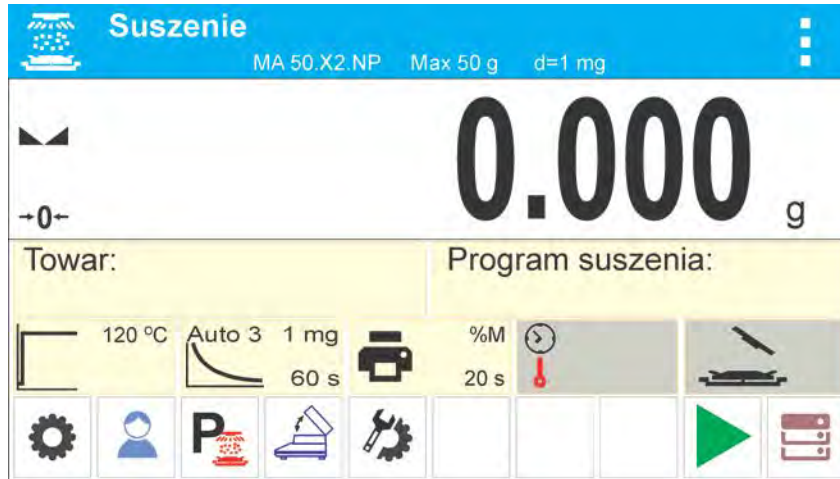 Suszenie
MA 50.X2.NP Max 50 g d=1 mg
0.000 g
→0←
Towar:
Program suszenia:
120 °C
Auto 3 1 mg
60 s
%M
20 s
P